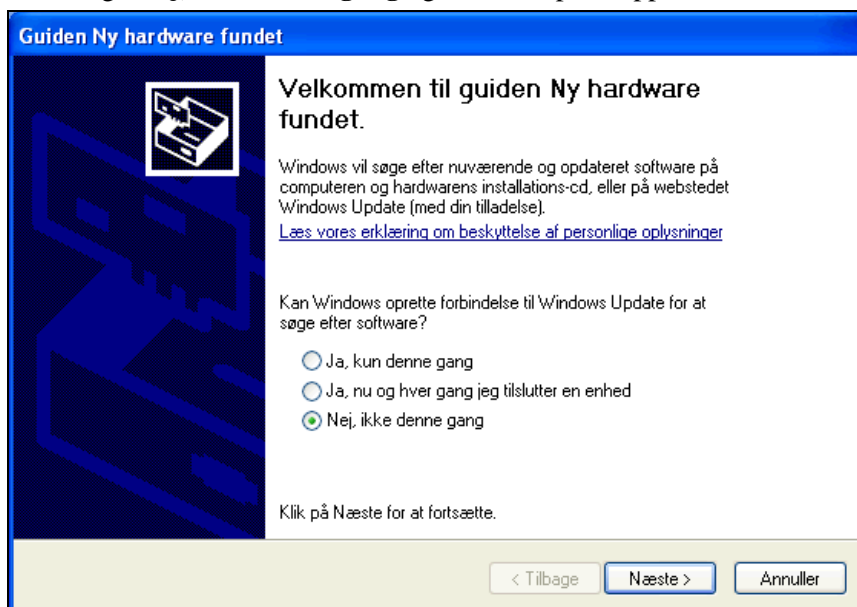 Guiden Ny hardware fundet
Velkommen til guiden Ny hardware
fundet.
Windows vil søge efter nuværende og opdateret software på
computeren og hardwarens installations-cd, eller på webstedet
Windows Update (med din tilladelse).
Læs vores erklæring om beskyttelse af personlige oplysninger
Kan Windows oprette forbindelse til Windows Update for at
søge efter software?
Ja, kun denne gang
Ja, nu og hver gang jeg tilslutter en enhed
Nej, ikke denne gang
Klik på Næste for at fortsætte.
< Tilbage
Næste >
Annuller